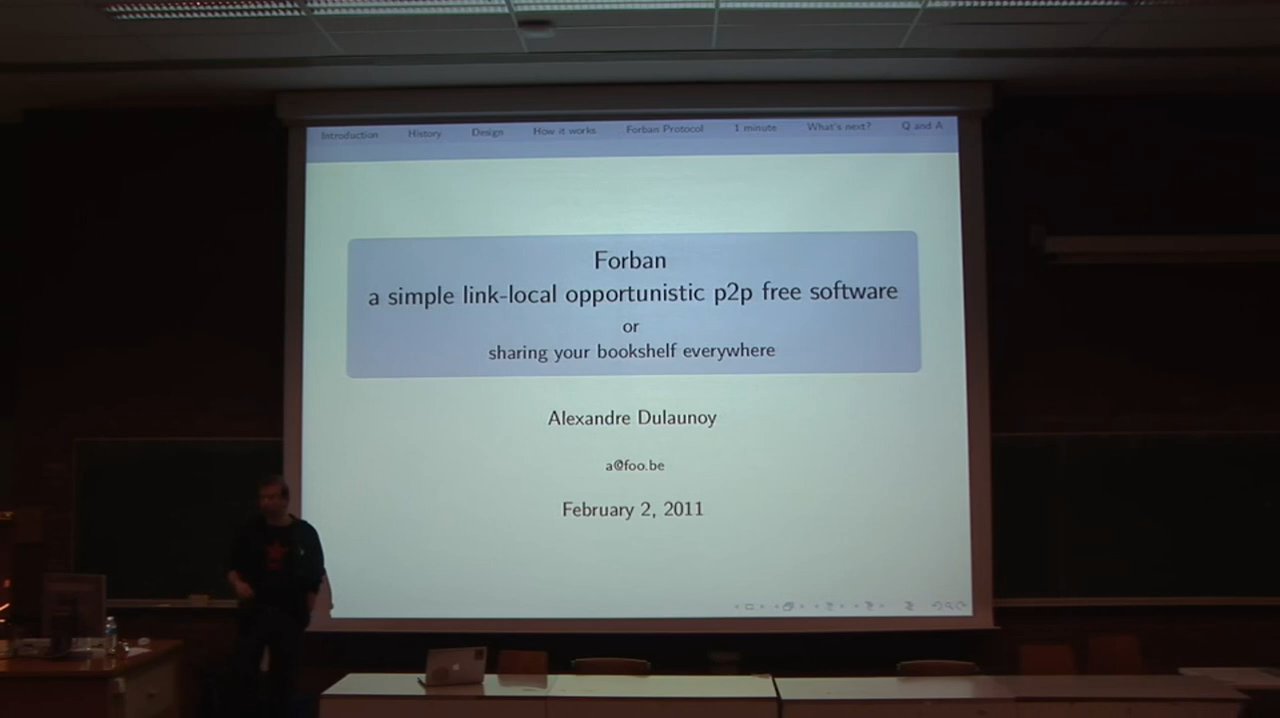 Introduction History Design How it works Forban Protocol 1 minute What's next? Q and A
Forban
a simple link-local opportunistic p2p free software
or
sharing your bookshelf everywhere
Alexandre Dulaunoy
a@foo.be
February 2, 2011